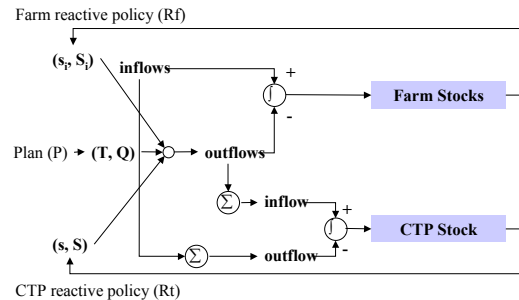 Farm reactive policy (Rf)
(si, Si)
inflows
+
∫
Farm Stocks
-
Plan (P)
(T, Q)
outflows
∑
inflow
+
∫
CTP Stock
(s, S)
∑
outflow
-
CTP reactive policy (Rt)